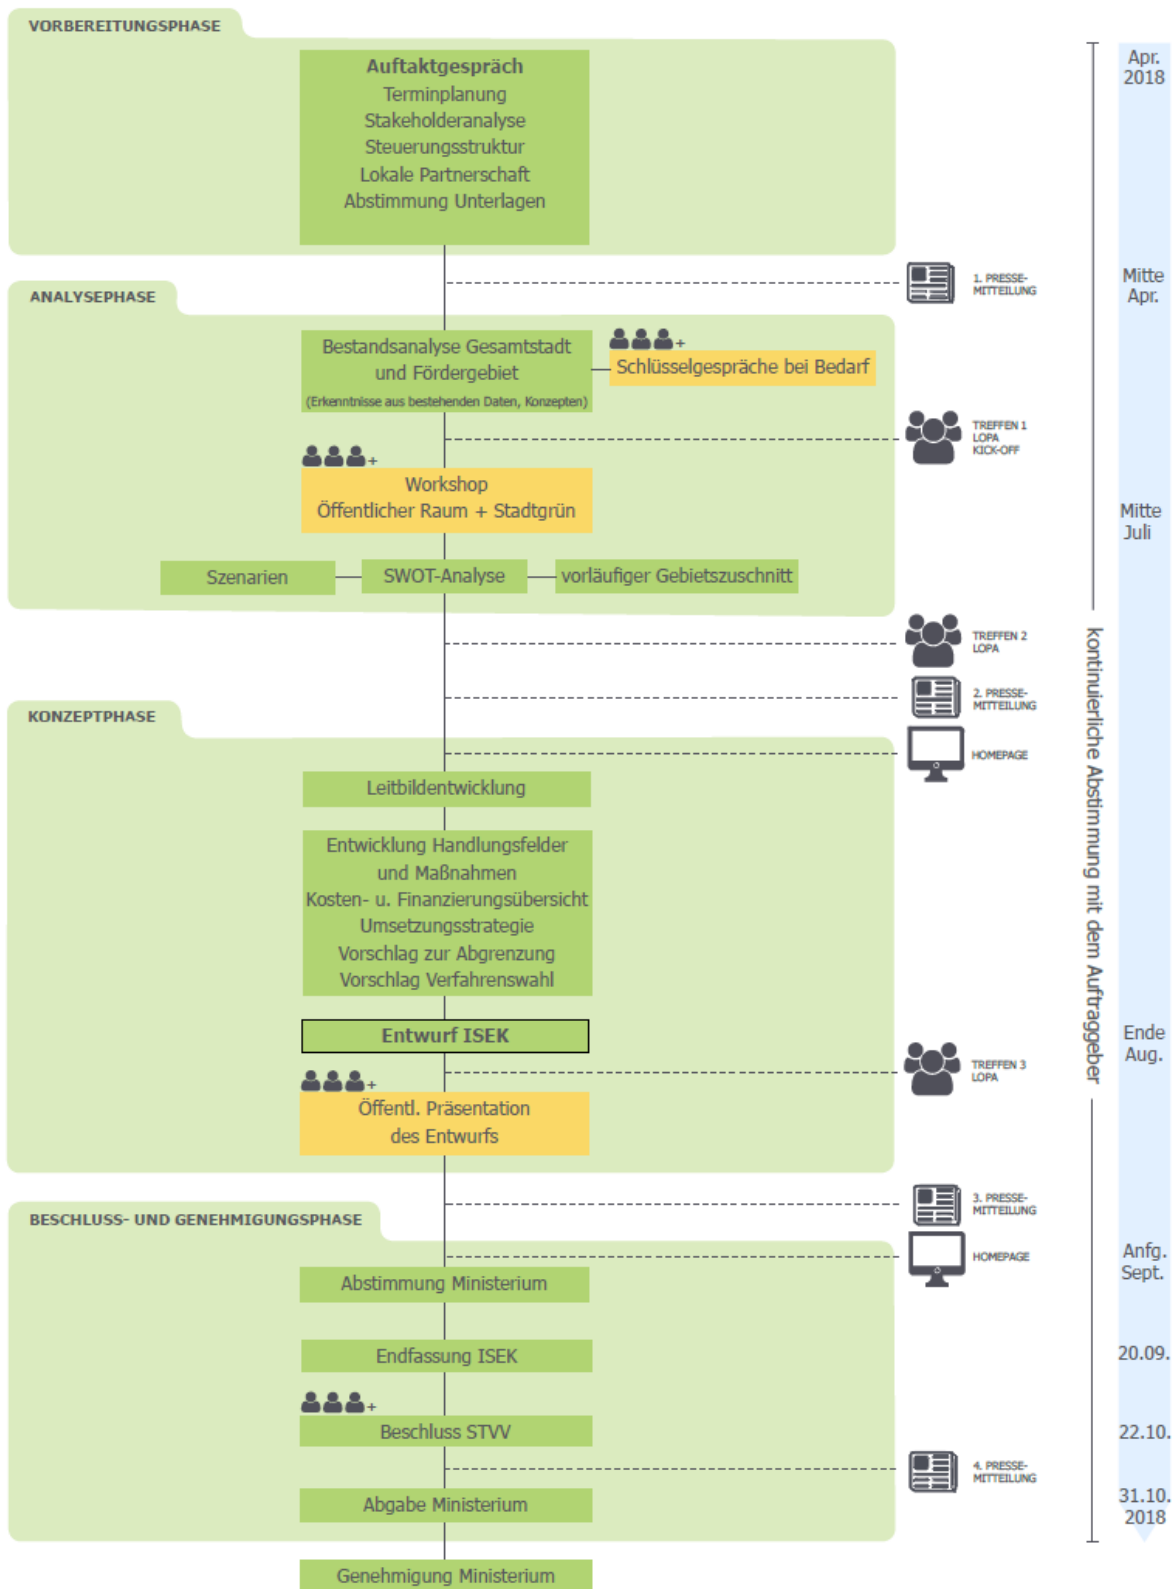 VORBEREITUNGSPHASE
Auftaktgespräch
Terminplanung
Stakeholderanalyse
Steuerungsstruktur
Lokale Partnerschaft
Abstimmung Unterlagen
Apr.
2018
1. PRESSE-
MITTEILUNG
Mitte
Apr.
ANALYSEPHASE
Bestandsanalyse Gesamtstadt
und Fördergebiet
(Erkenntnisse aus bestehenden Daten, Konzepten)
+
Schlüsselgespräche bei Bedarf
TREFFEN 1
LOPA
KICK-OFF
+
Workshop
Öffentlicher Raum + Stadtgrün
Mitte
Juli
Szenarien
SWOT-Analyse
vorläufiger Gebietszuschnitt
TREFFEN 2
LOPA
2. PRESSE-
MITTEILUNG
kontinuierliche Abstimmung mit dem Auftraggeber
KONZEPTPHASE
HOMEPAGE
Leitbildentwicklung
Entwicklung Handlungsfelder
und Maßnahmen
Kosten- u. Finanzierungsübersicht
Umsetzungsstrategie
Vorschlag zur Abgrenzung
Vorschlag Verfahrenswahl
Entwurf ISEK
Ende
Aug.
TREFFEN 3
LOPA
+
Öffentl. Präsentation
des Entwurfs
3. PRESSE-
MITTEILUNG
BESCHLUSS- UND GENEHMIGUNGSPHASE
HOMEPAGE
Anfg.
Sept.
Abstimmung Ministerium
Endfassung ISEK
20.09.
+
Beschluss STVV
22.10.
4. PRESSE-
MITTEILUNG
Abgabe Ministerium
31.10.
2018
Genehmigung Ministerium